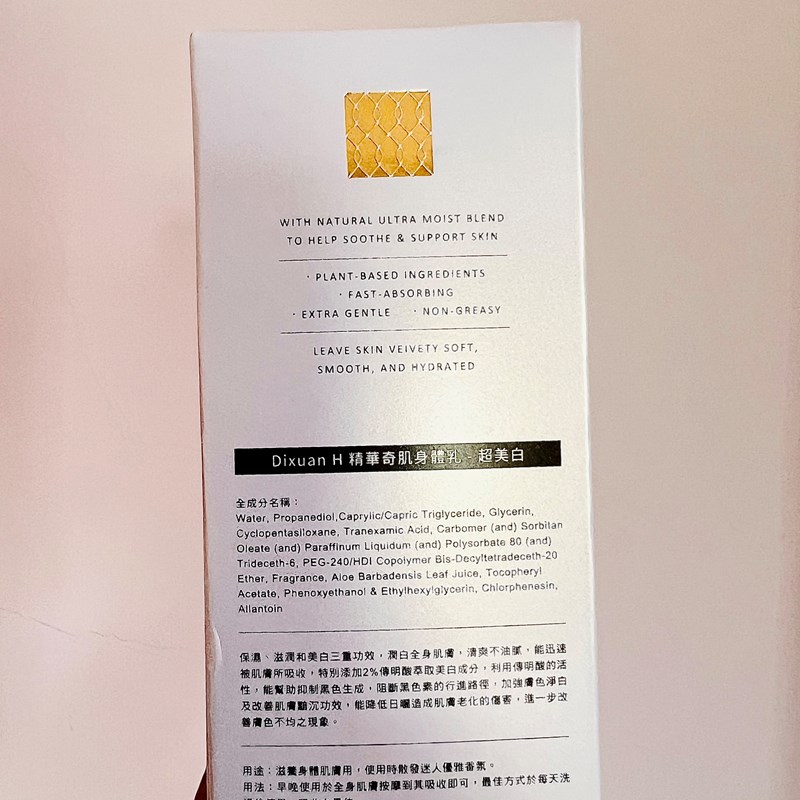 WITH NATURAL ULTRA MOIST BLEND
TO HELP SOOTHE & SUPPORT SKIN
· PLANT-BASED INGREDIENTS
· FAST-ABSORBING
· EXTRA GENTLE · NON-GREASY
LEAVE SKIN VEIVETY SOFT,
SMOOTH, AND HYDRATED
Dixuan H 精華奇肌身體乳 - 超美白
全成分名稱：
Water, Propanediol,Caprylic/Capric Triglyceride, Glycerin,
Cyclopentasiloxane, Tranexamic Acid, Carbomer (and) Sorbitan
Oleate (and) Paraffinum Liquidum (and) Polysorbate 80 (and)
Trideceth-6, PEG-240/HDI Copolymer Bis-Decyltetradeceth-20
Ether, Fragrance, Aloe Barbadensis Leaf Juice, Tocopheryl
Acetate, Phenoxyethanol & Ethylhexylglycerin, Chlorphenesin,
Allantoin
保濕、滋潤和美白三重功效，潤白全身肌膚，清爽不油膩，能迅速
被肌膚所吸收，特別添加2%傳明酸萃取美白成分，利用傳明酸的活
性，能幫助抑制黑色生成，阻斷黑色素的行進路徑，加強膚色淨白
及改善肌膚黯沉功效，能降低日曬造成肌膚老化的傷害，進一步改
善膚色不均之現象。
用途：滋養身體肌膚用，使用時散發迷人優雅香氛。
用法：早晚使用於全身肌膚按摩到其吸收即可，最佳方式於每天洗